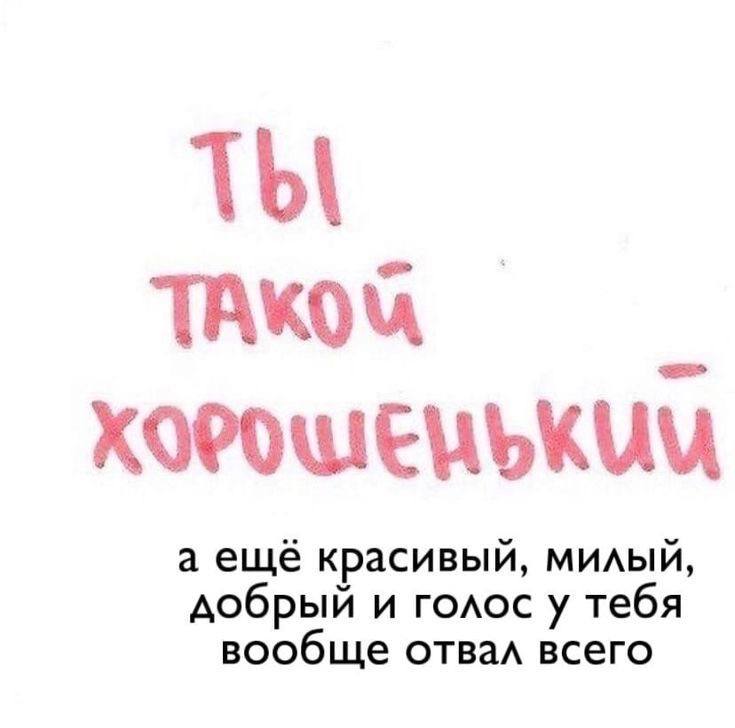 ТЫ
ТАКОЙ
ХОРОШЕНЬКИЙ
а ещё красивый, милый,
добрый и голос у тебя
вообще отвал всего